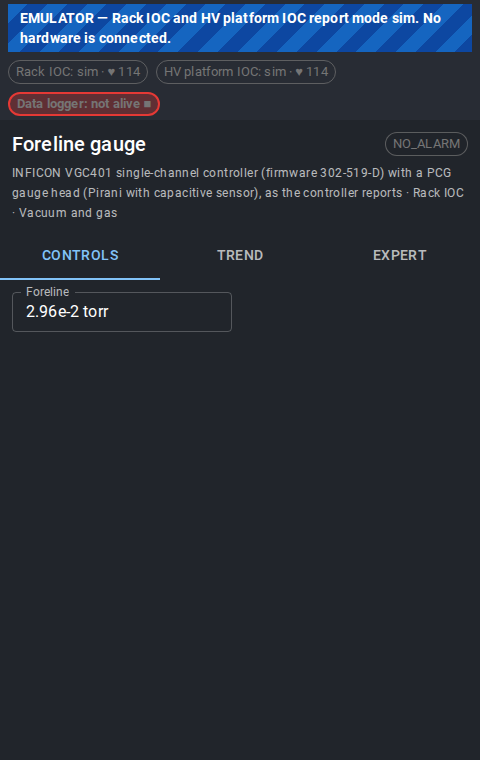 EMULATOR — Rack IOC and HV platform IOC report mode sim. No
hardware is connected.
Rack IOC: sim · ♥ 114
HV platform IOC: sim · ♥ 114
Data logger: not alive ■
Foreline gauge
NO_ALARM
INFICON VGC401 single-channel controller (firmware 302-519-D) with a PCG
gauge head (Pirani with capacitive sensor), as the controller reports · Rack IOC
· Vacuum and gas
CONTROLS
TREND
EXPERT
Foreline
2.96e-2 torr